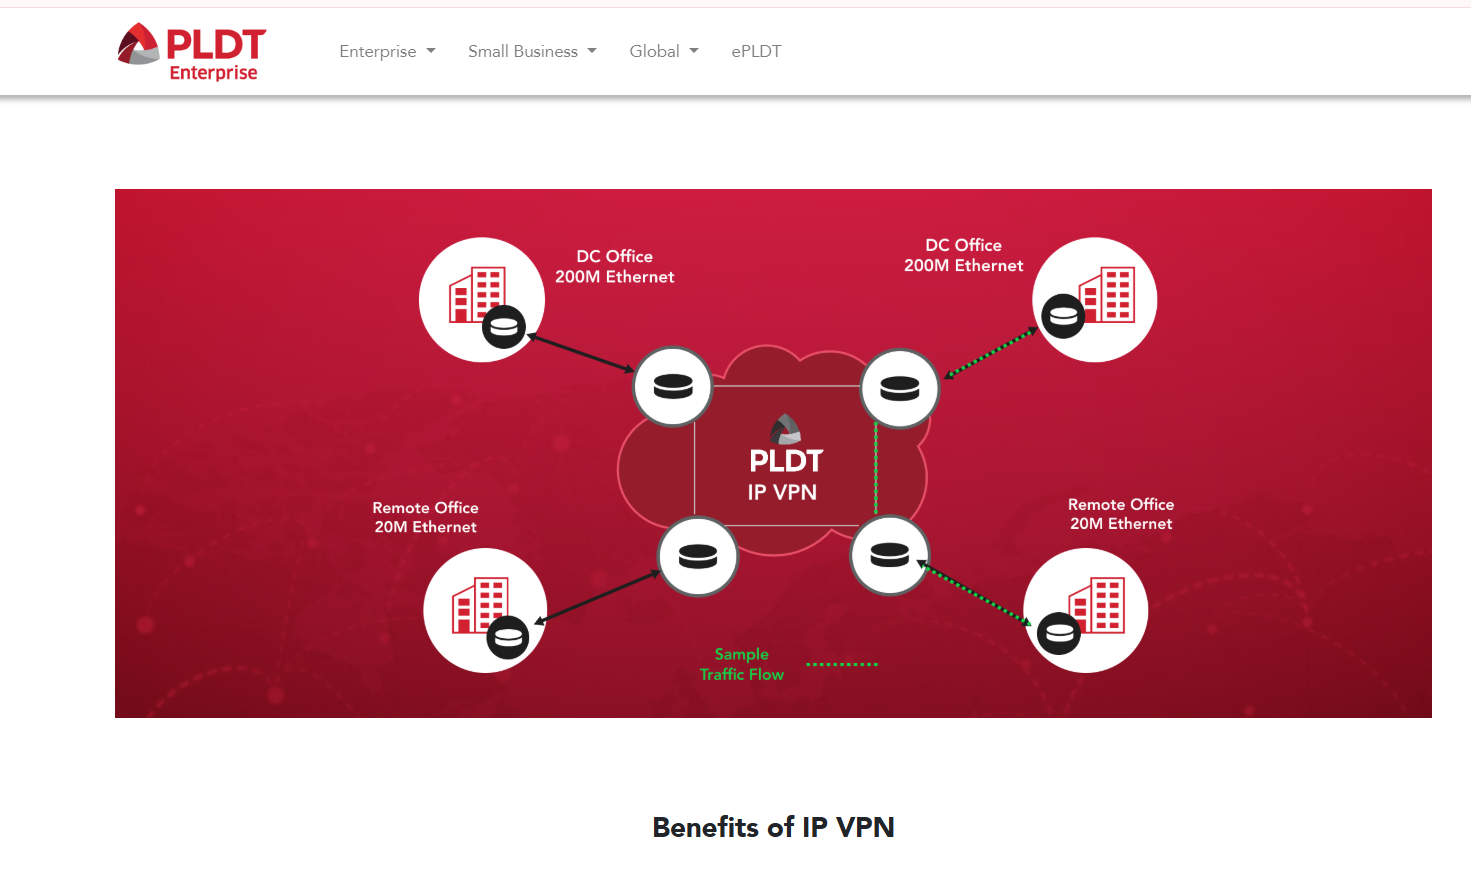 PLDT
Enterprise
Enterprise
Small Business
Global
ePLDT
DC Office
200M Ethernet
DC Office
200M Ethernet
PLDT
IP VPN
Remote Office
20M Ethernet
Remote Office
20M Ethernet
Sample
Traffic Flow
Benefits of IP VPN